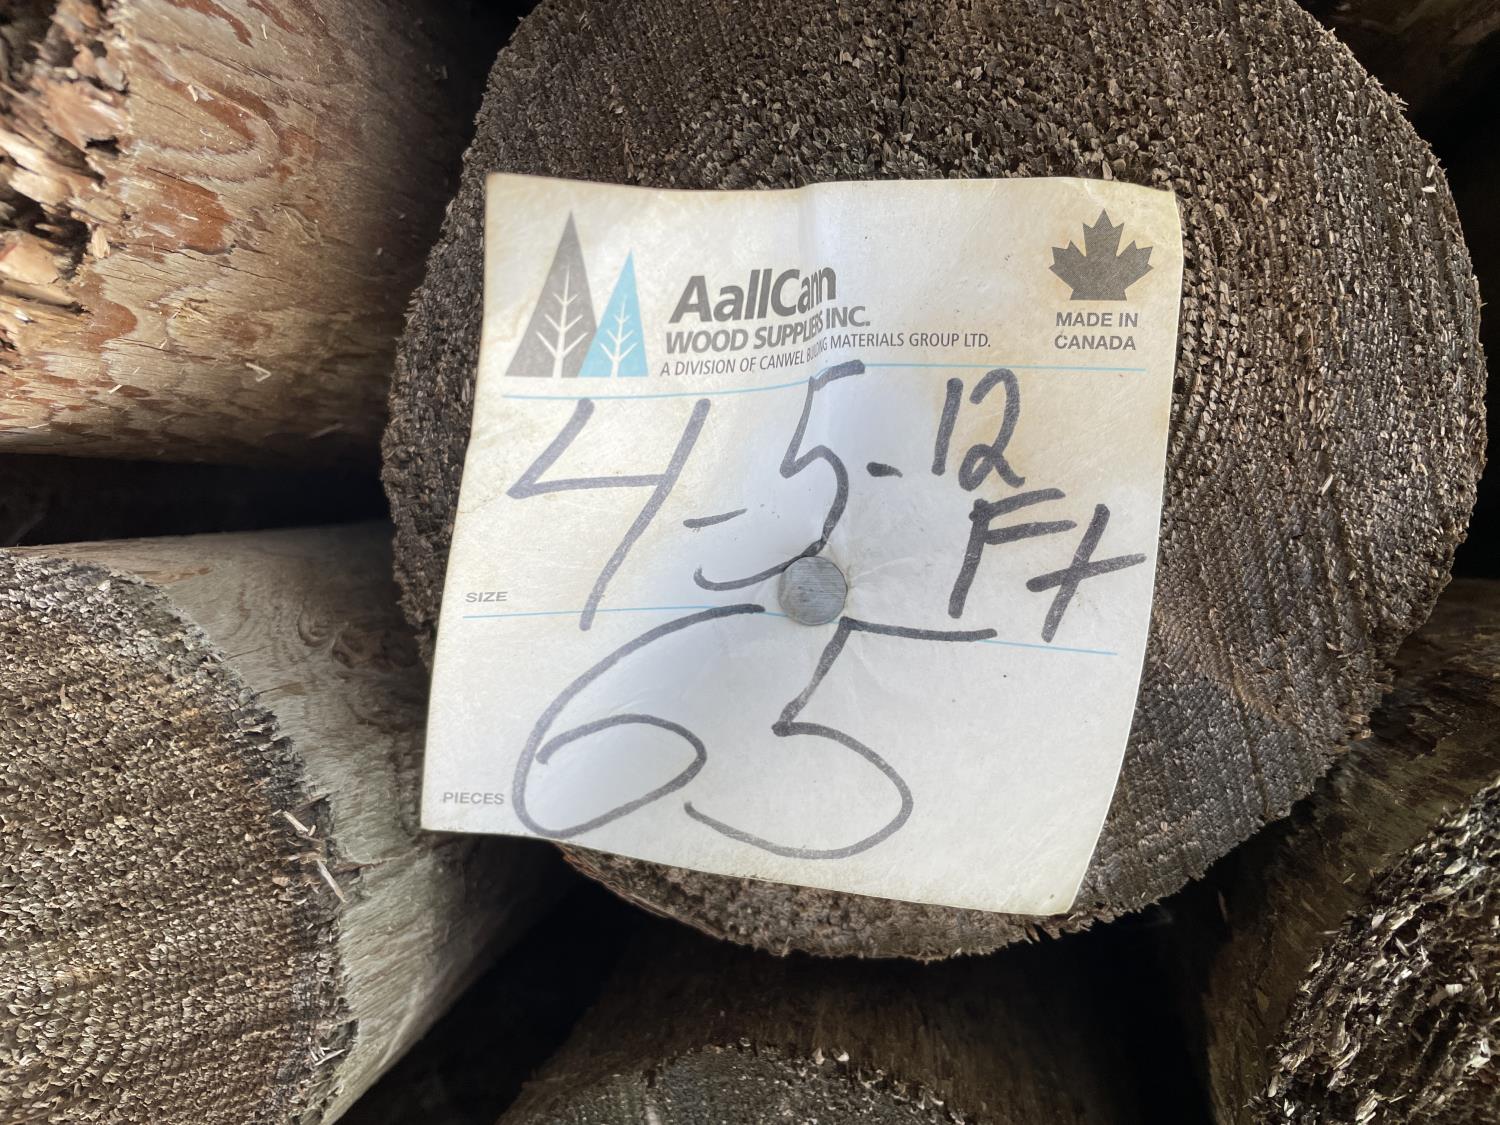 AallCann
WOOD SUPPLIERS INC.
A DIVISION OF CANWEL BUILDING MATERIALS GROUP LTD.
MADE IN
CANADA
4-5-12
Ft
SIZE
65
PIECES